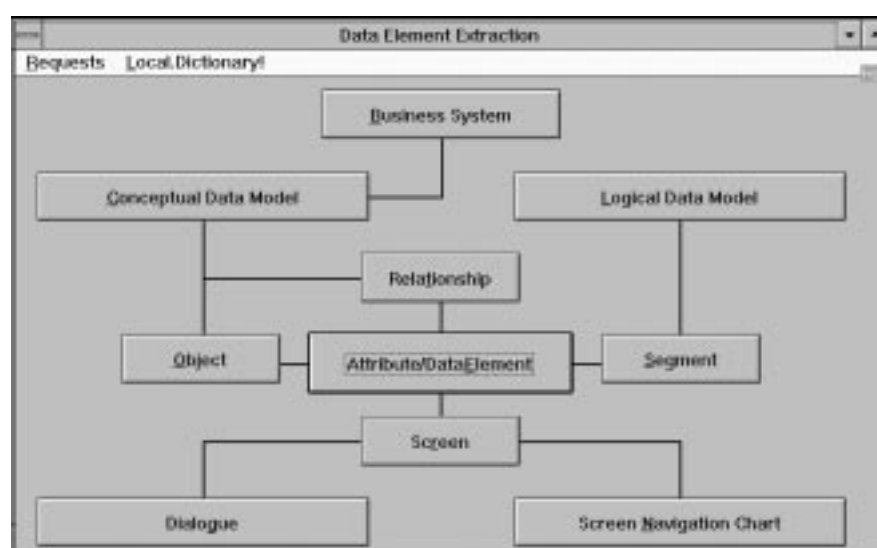 Data Element Extraction
Requests Local.Dictionary!
Business System
Conceptual Data Model
Logical Data Model
Relationship
Object
Attribute/DataElement
Segment
Screen
Dialogue
Screen Navigation Chart